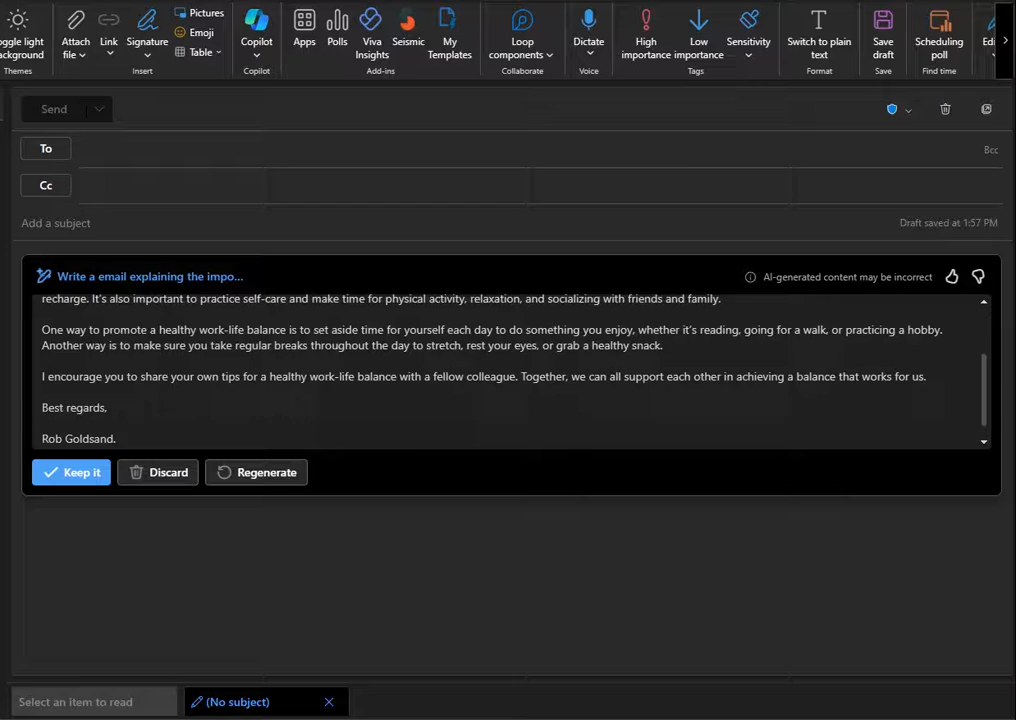 Pictures
Emoji
Table
oggle light
ackground
Attach
file
Link
Signature
Copilot
Apps
Polls
Viva
Insights
Seismic
My
Templates
Loop
components
Dictate
High
importance
Low
importance
Sensitivity
Switch to plain
text
Save
draft
Scheduling
poll
Edi
Themes
Insert
Copilot
Add-ins
Collaborate
Voice
Tags
Format
Save
Find time
Send
To
Bcc
Cc
Add a subject
Draft saved at 1:57 PM
Write a email explaining the impo...
AI-generated content may be incorrect
recharge. It's also important to practice self-care and make time for physical activity, relaxation, and socializing with friends and family.
One way to promote a healthy work-life balance is to set aside time for yourself each day to do something you enjoy, whether it's reading, going for a walk, or practicing a hobby.
Another way is to make sure you take regular breaks throughout the day to stretch, rest your eyes, or grab a healthy snack.
I encourage you to share your own tips for a healthy work-life balance with a fellow colleague. Together, we can all support each other in achieving a balance that works for us.
Best regards,
Rob Goldsand.
Keep it
Discard
Regenerate
Select an item to read
(No subject)